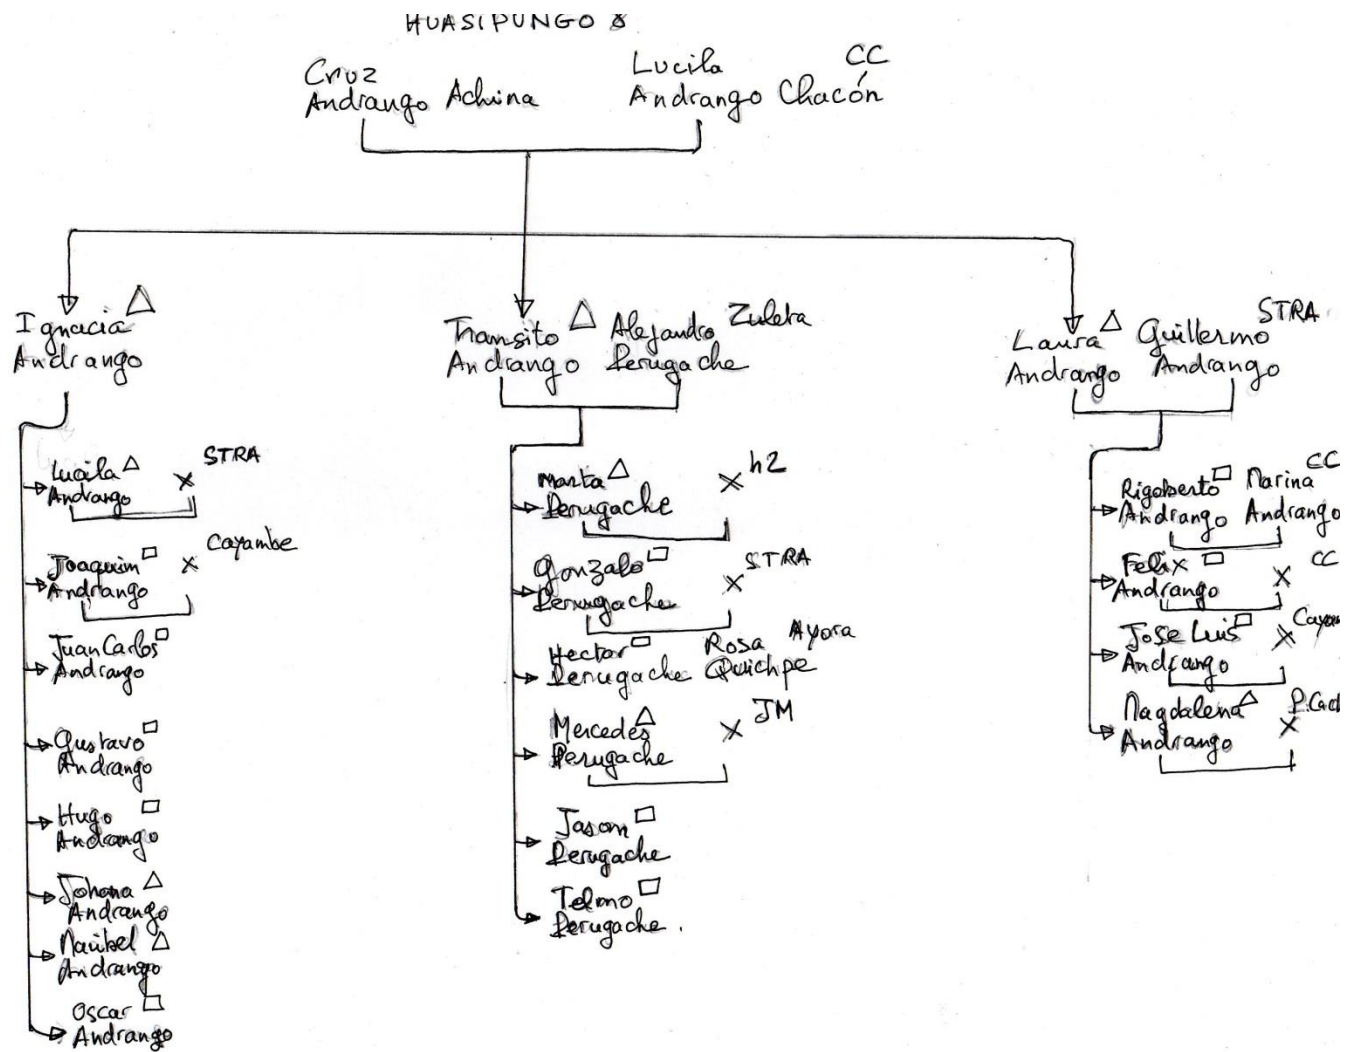 HUASIPUNGO 8
Cruz
Andrango Achina
Lucila
Andrango Chacón
CC
Ignacia
Andrango
Transito
Andrango
Alejandro
Perugache
Zuleta
Laura
Andrango
Guillermo
Andrango
STRA
Lucila
Andrango
X STRA
Joaquim
Andrango
X Cayambe
Juan Carlos
Andrango
Gustavo
Andrango
Hugo
Andrango
Johana
Andrango
Maribel
Andrango
Oscar
Andrango
Marta
Perugache
X h2
Gonzalo
Perugache
X STRA
Hector
Perugache
Rosa
Quichpe
Ayora
Mercedes
Perugache
X JM
Jason
Perugache
Telmo
Perugache.
Rigoberto
Andrango
Marina
Andrango
CC
Felix
Andrango
X CC
Jose Luis
Andrango
X Cayam
Magdalena
Andrango
X